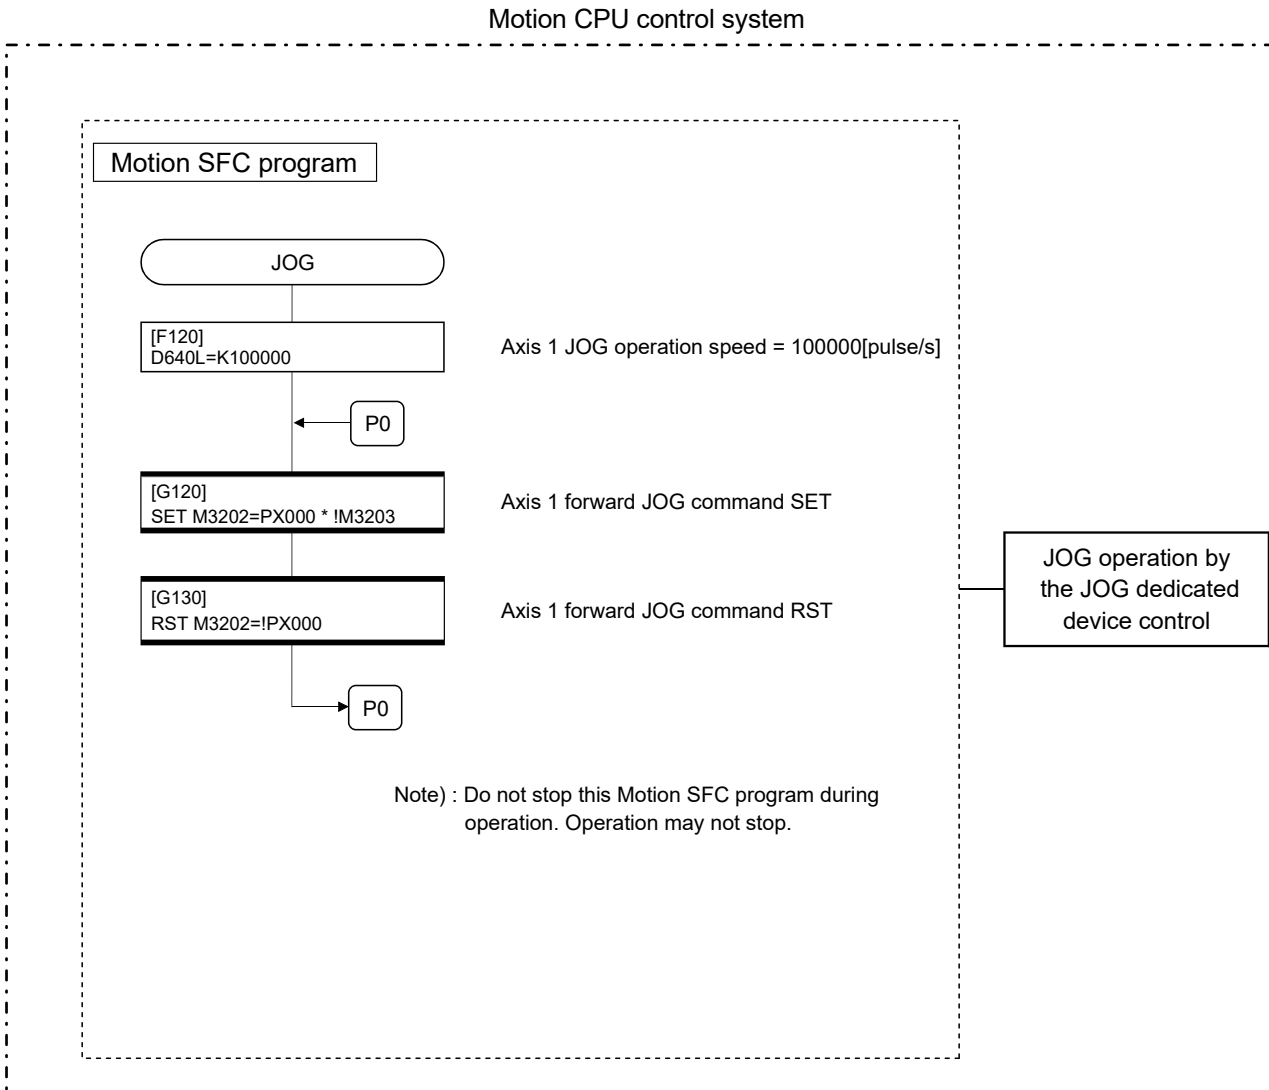 Motion CPU control system
Motion SFC program
JOG
[F120]
D640L=K100000
Axis 1 JOG operation speed = 100000[pulse/s]
P0
[G120]
SET M3202=PX000 * !M3203
Axis 1 forward JOG command SET
[G130]
RST M3202=!PX000
Axis 1 forward JOG command RST
JOG operation by
the JOG dedicated
device control
P0
Note) : Do not stop this Motion SFC program during
operation. Operation may not stop.